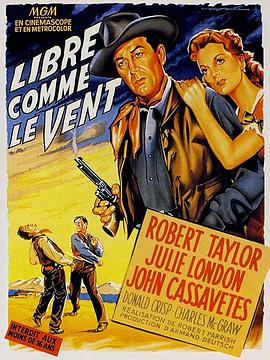 MGM
présente
EN CINEMASCOPE
ET EN METROCOLOR
LIBRE
COMME
LE VENT
ROBERT TAYLOR
JULIE LONDON
JOHN CASSAVETES
DONALD CRISP · CHARLES McGRAW
RÉALISATION DE ROBERT PARRISH
PRODUCTION D'ARMAND DEUTSCH
INTERDIT AUX
MOINS DE 16 ANS